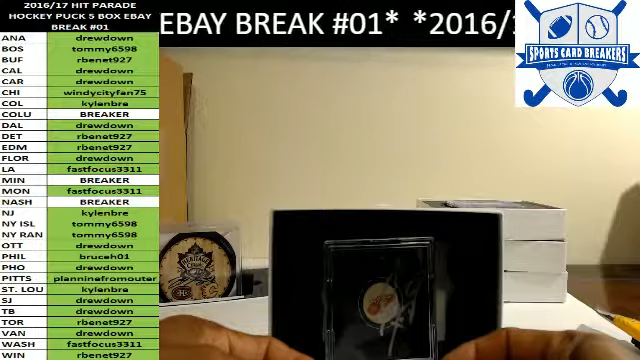 2016/17 HIT PARADE
HOCKEY PUCK 5 BOX EBAY
BREAK #01
ANA drewdown
BOS tommy6598
BUF rbenet927
CAL drewdown
CAR drewdown
CHI windycityfan75
COL kylenbre
COLU BREAKER
DAL drewdown
DET rbenet927
EDM rbenet927
FLOR drewdown
LA fastfocus3311
MIN BREAKER
MON fastfocus3311
NASH BREAKER
NJ kylenbre
NY ISL tommy6598
NY RAN tommy6598
OTT drewdown
PHIL bruceh01
PHO drewdown
PITTS planninefromouter
ST. LOU kylenbre
SJ drewdown
TB drewdown
TOR rbenet927
VAN drewdown
WASH fastfocus3311
WIN rbenet927
EBAY BREAK #01* *2016/1
SPORTS CARD BREAKERS
HERITAGE